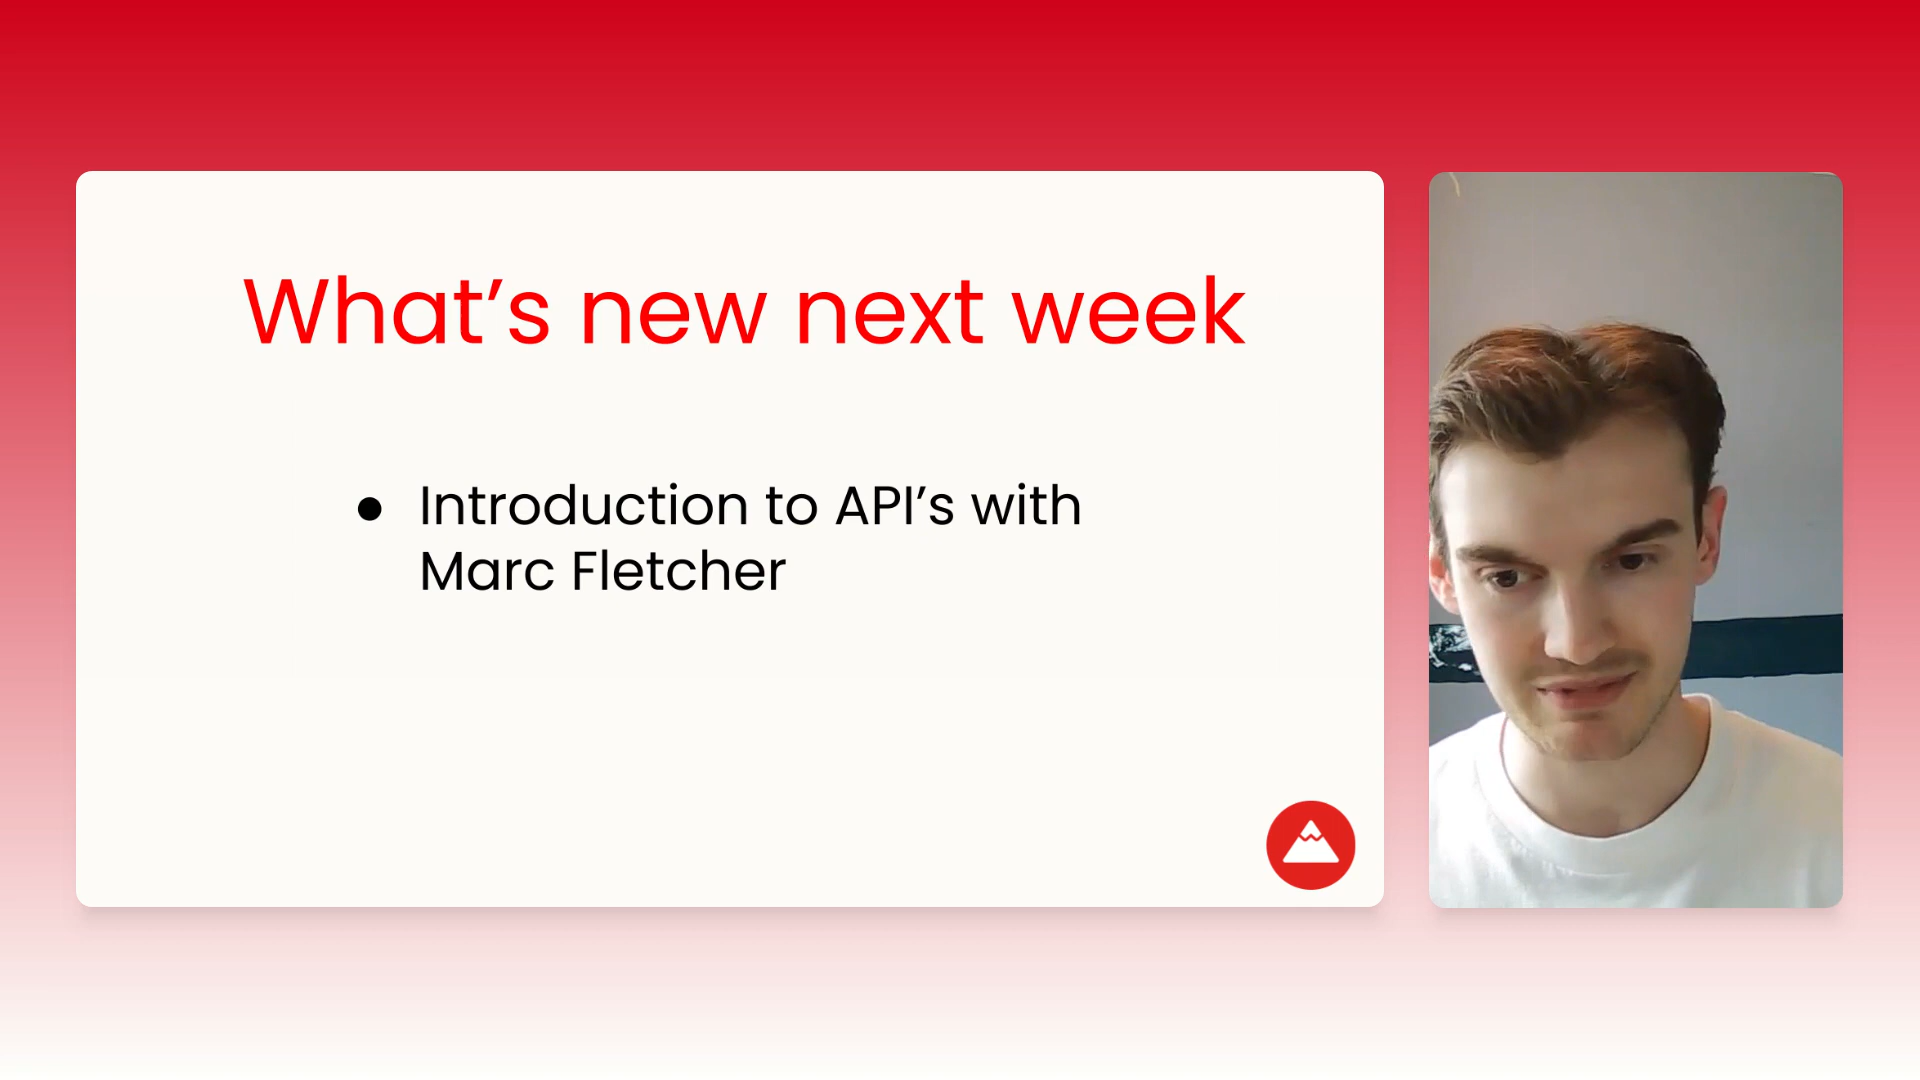 What’s new next week
● Introduction to API’s with
Marc Fletcher